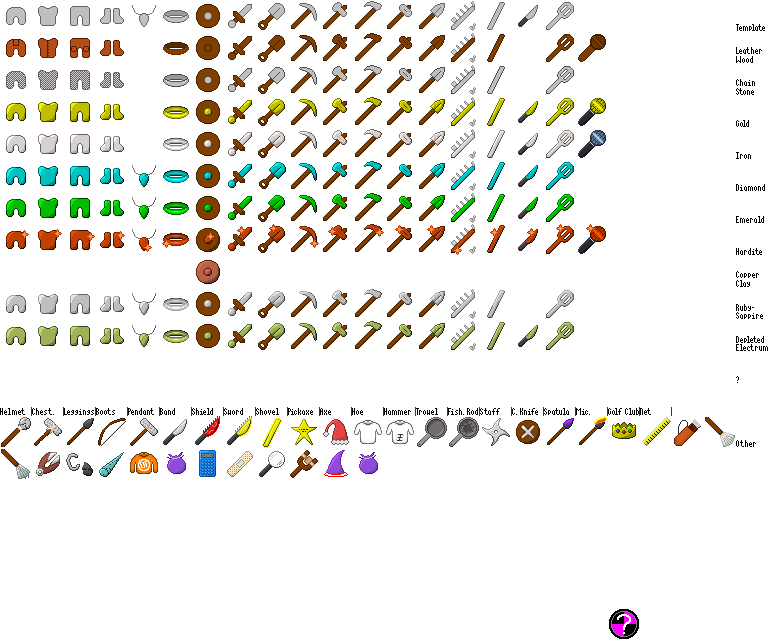 Template
Leather
Wood
Chain
Stone
Gold
Iron
Diamond
Emerald
Hardite
Copper
Clay
Ruby-
Sappire
Depleted
Electrum
?
Helmet Chest. Leggings Boots Pendant Band Shield Sword Shovel Pickaxe Axe Hoe Hammer Trowel Fish. Rod Staff C. Knife Spatula Mic. Golf Club Net
Other
?